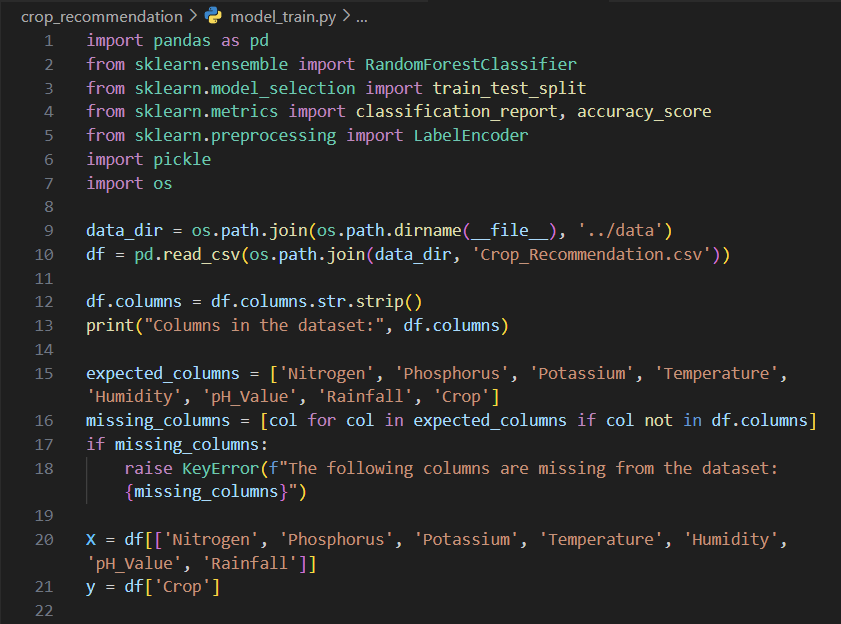 crop_recommendation > model_train.py > ...
1 import pandas as pd
2 from sklearn.ensemble import RandomForestClassifier
3 from sklearn.model_selection import train_test_split
4 from sklearn.metrics import classification_report, accuracy_score
5 from sklearn.preprocessing import LabelEncoder
6 import pickle
7 import os
8
9 data_dir = os.path.join(os.path.dirname(__file__), '../data')
10 df = pd.read_csv(os.path.join(data_dir, 'Crop_Recommendation.csv'))
11
12 df.columns = df.columns.str.strip()
13 print("Columns in the dataset:", df.columns)
14
15 expected_columns = ['Nitrogen', 'Phosphorus', 'Potassium', 'Temperature',
'Humidity', 'pH_Value', 'Rainfall', 'Crop']
16 missing_columns = [col for col in expected_columns if col not in df.columns]
17 if missing_columns:
18     raise KeyError(f"The following columns are missing from the dataset:
    {missing_columns}")
19
20 X = df[['Nitrogen', 'Phosphorus', 'Potassium', 'Temperature', 'Humidity',
'pH_Value', 'Rainfall']]
21 y = df['Crop']
22